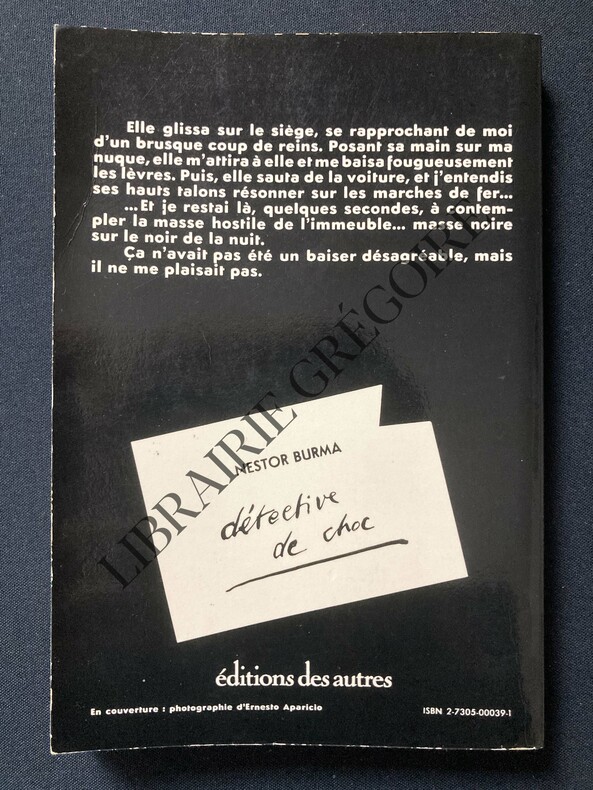 Elle glissa sur le siège, se rapprochant de moi
d'un brusque coup de reins. Posant sa main sur ma
nuque, elle m'attira à elle et me baisa fougueusement
les lèvres. Puis, elle sauta de la voiture, et j'entendis
ses hauts talons résonner sur les marches de fer...
...Et je restai là, quelques secondes, à contem-
pler la masse hostile de l'immeuble... masse noire
sur le noir de la nuit.
Ça n'avait pas été un baiser désagréable, mais
il ne me plaisait pas.
LIBRAIRIE GRÉGOIRE
NESTOR BURMA
détective
de choc
éditions des autres
En couverture : photographie d'Ernesto Aparicio
ISBN 2-7305-00039-1